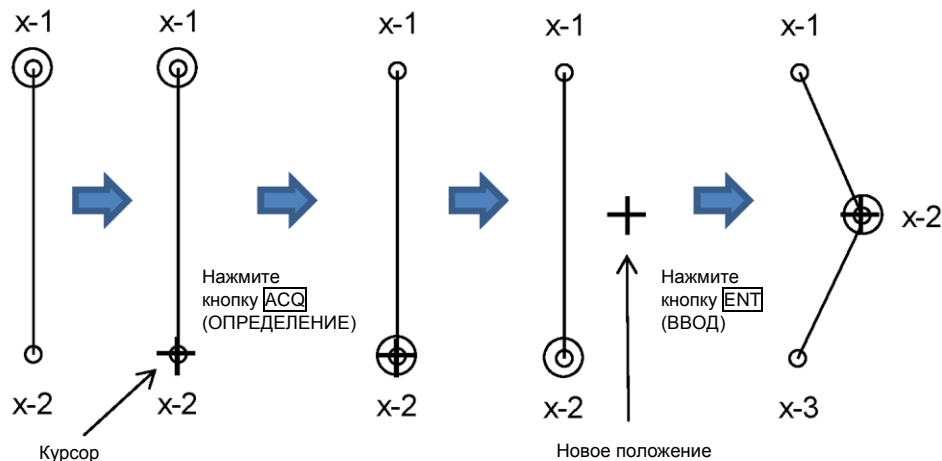 x-1
x-1
x-1
x-1
x-1
x-2
Нажмите
кнопку ACQ
(ОПРЕДЕЛЕНИЕ)
Нажмите
кнопку ENT
(ВВОД)
x-2
x-2
x-2
x-2
x-3
Курсор
Новое положение